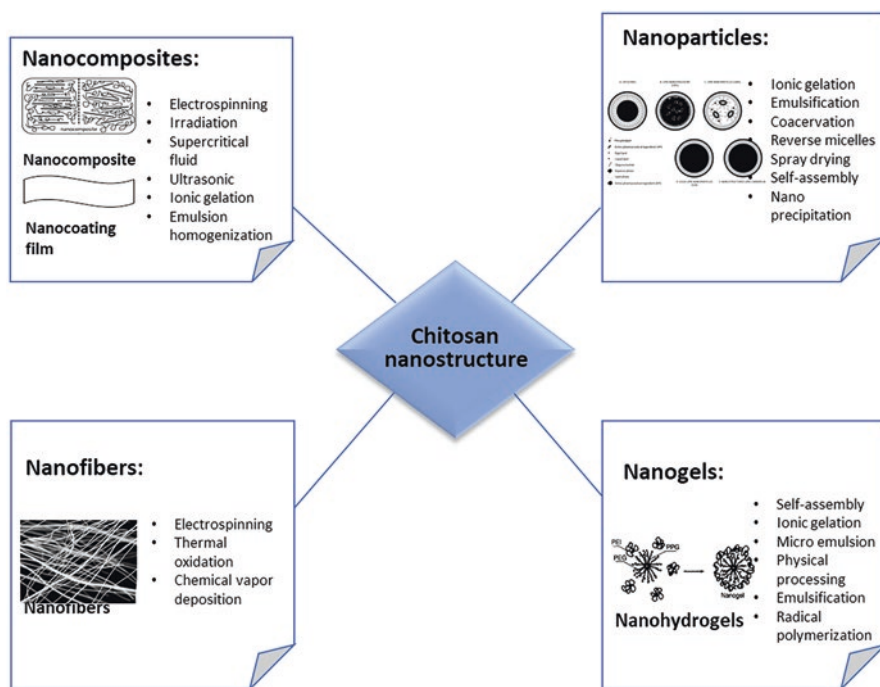 Nanocomposites:
nanocomposite
Nanocomposite
Nanocoating
film
• Electrospinning
• Irradiation
• Supercritical
fluid
• Ultrasonic
• Ionic gelation
• Emulsion
homogenization
Nanoparticles:
• Ionic gelation
• Emulsification
• Coacervation
• Reverse micelles
• Spray drying
• Self-assembly
• Nano
precipitation
Chitosan
nanostructure
Nanofibers:
Nanofibers
• Electrospinning
• Thermal
oxidation
• Chemical vapor
deposition
Nanogels:
PEI
PPG
PEG
Nanogel
Nanohydrogels
• Self-assembly
• Ionic gelation
• Micro emulsion
• Physical
processing
• Emulsification
• Radical
polymerization